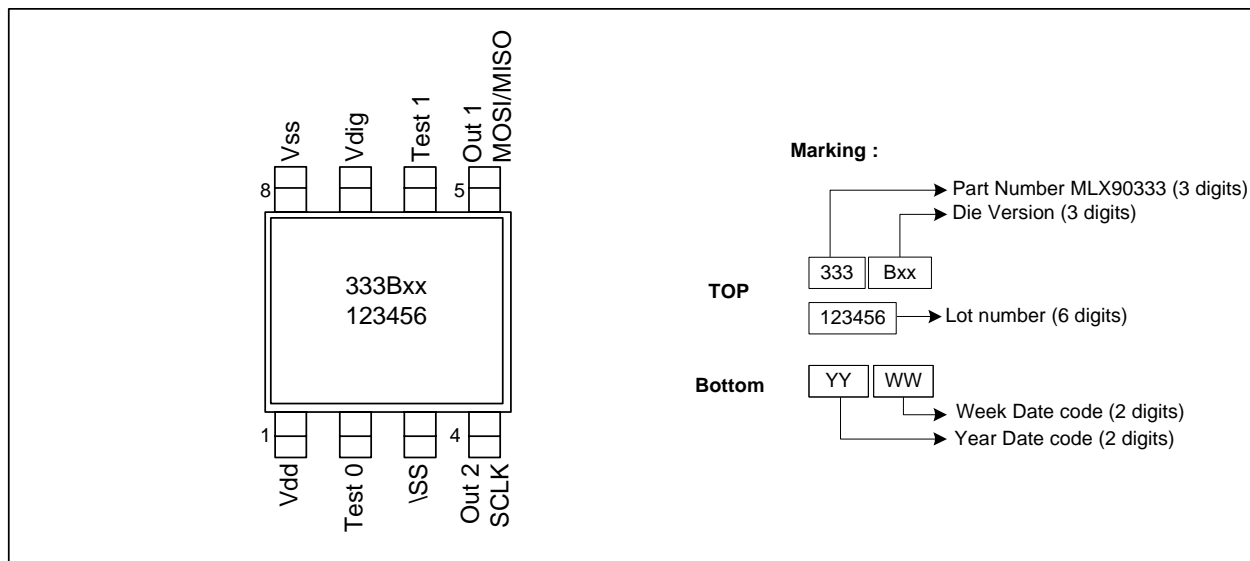 Vss
Vdig
Test 1
Out 1
MOSI/MISO
8
5
333Bxx
123456
1
4
Vdd
Test 0
\SS
Out 2
SCLK
Marking :
Part Number MLX90333 (3 digits)
Die Version (3 digits)
TOP
333
Bxx
123456
Lot number (6 digits)
Bottom
YY
WW
Week Date code (2 digits)
Year Date code (2 digits)